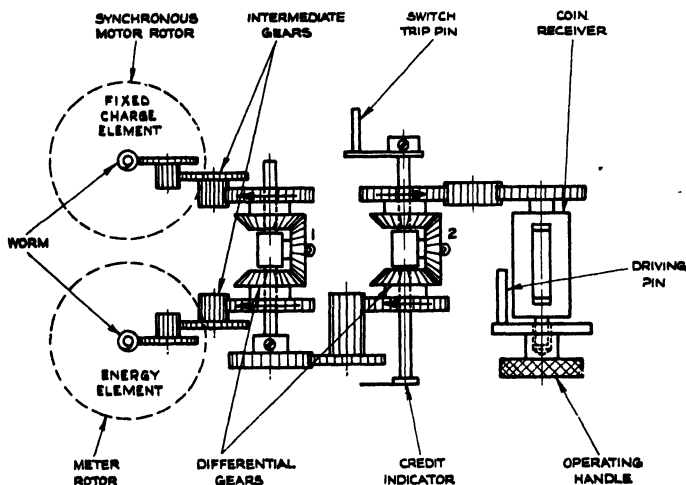 SYNCHRONOUS
MOTOR ROTOR
INTERMEDIATE
GEARS
SWITCH
TRIP PIN
COIN
RECEIVER
FIXED
CHARGE
ELEMENT
WORM
1
2
DRIVING
PIN
ENERGY
ELEMENT
METER
ROTOR
DIFFERENTIAL
GEARS
CREDIT
INDICATOR
OPERATING
HANDLE